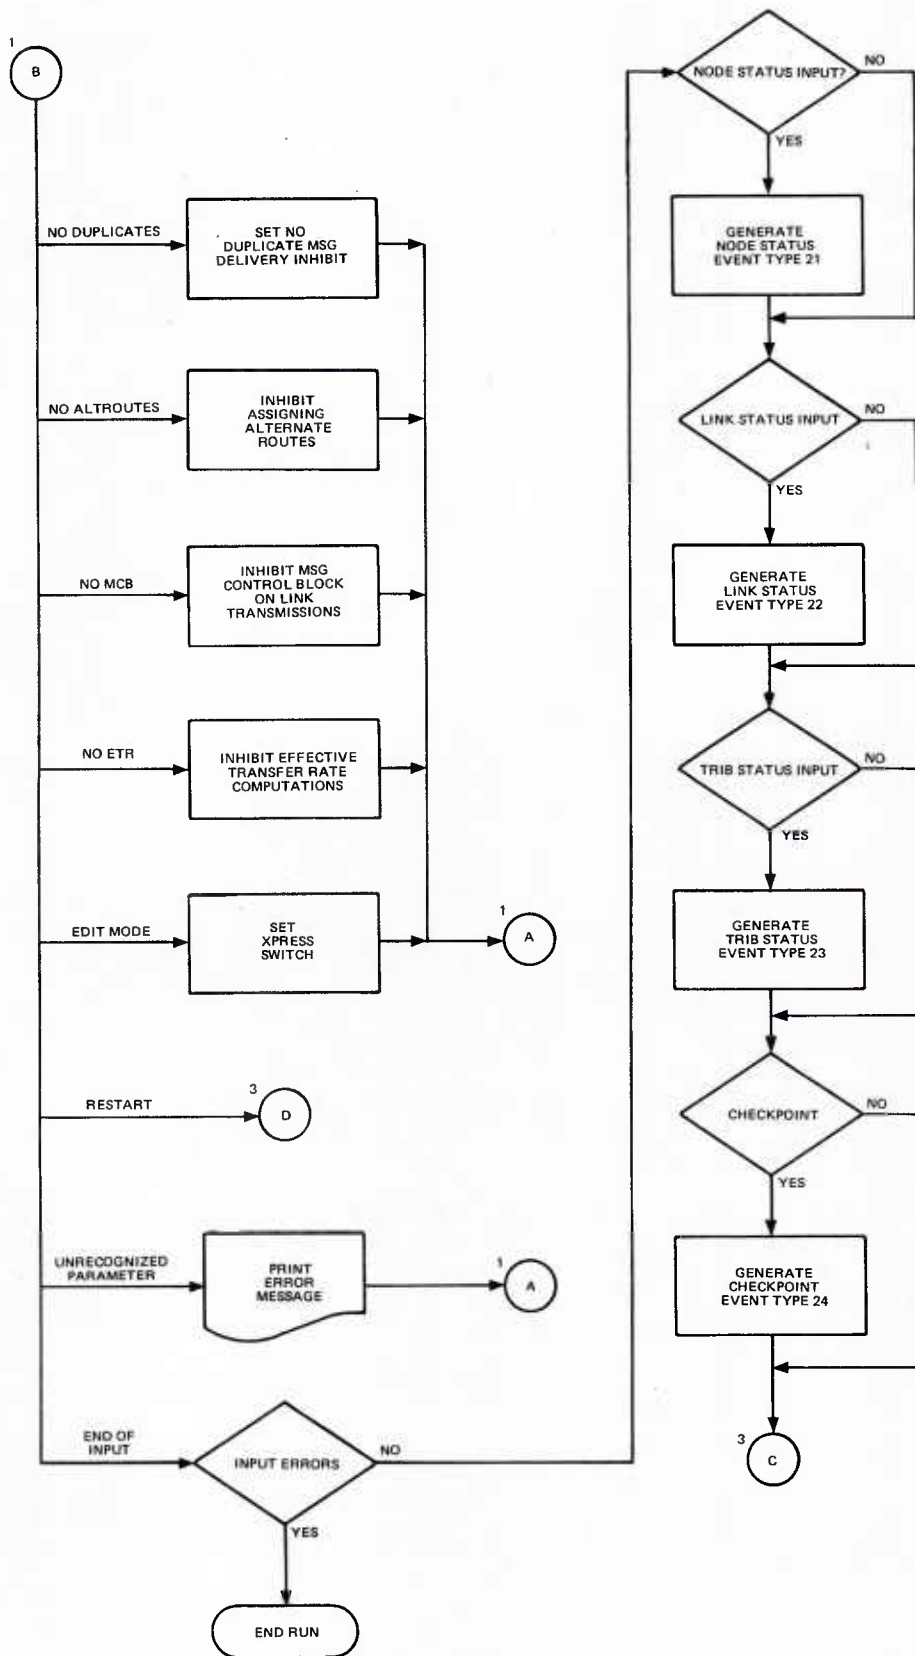 1
B
NO DUPLICATES
SET NO
DUPLICATE MSG
DELIVERY INHIBIT
NO ALTROUTES
INHIBIT
ASSIGNING
ALTERNATE
ROUTES
NO MCB
INHIBIT MSG
CONTROL BLOCK
ON LINK
TRANSMISSIONS
NO ETR
INHIBIT EFFECTIVE
TRANSFER RATE
COMPUTATIONS
EDIT MODE
SET
XPRESS
SWITCH
1
A
RESTART
3
D
UNRECOGNIZED
PARAMETER
PRINT
ERROR
MESSAGE
1
A
END OF
INPUT
INPUT ERRORS
NO
YES
END RUN
NODE STATUS INPUT?
NO
YES
GENERATE
NODE STATUS
EVENT TYPE 21
LINK STATUS INPUT
NO
YES
GENERATE
LINK STATUS
EVENT TYPE 22
TRIB STATUS INPUT
NO
YES
GENERATE
TRIB STATUS
EVENT TYPE 23
CHECKPOINT
NO
YES
GENERATE
CHECKPOINT
EVENT TYPE 24
3
C